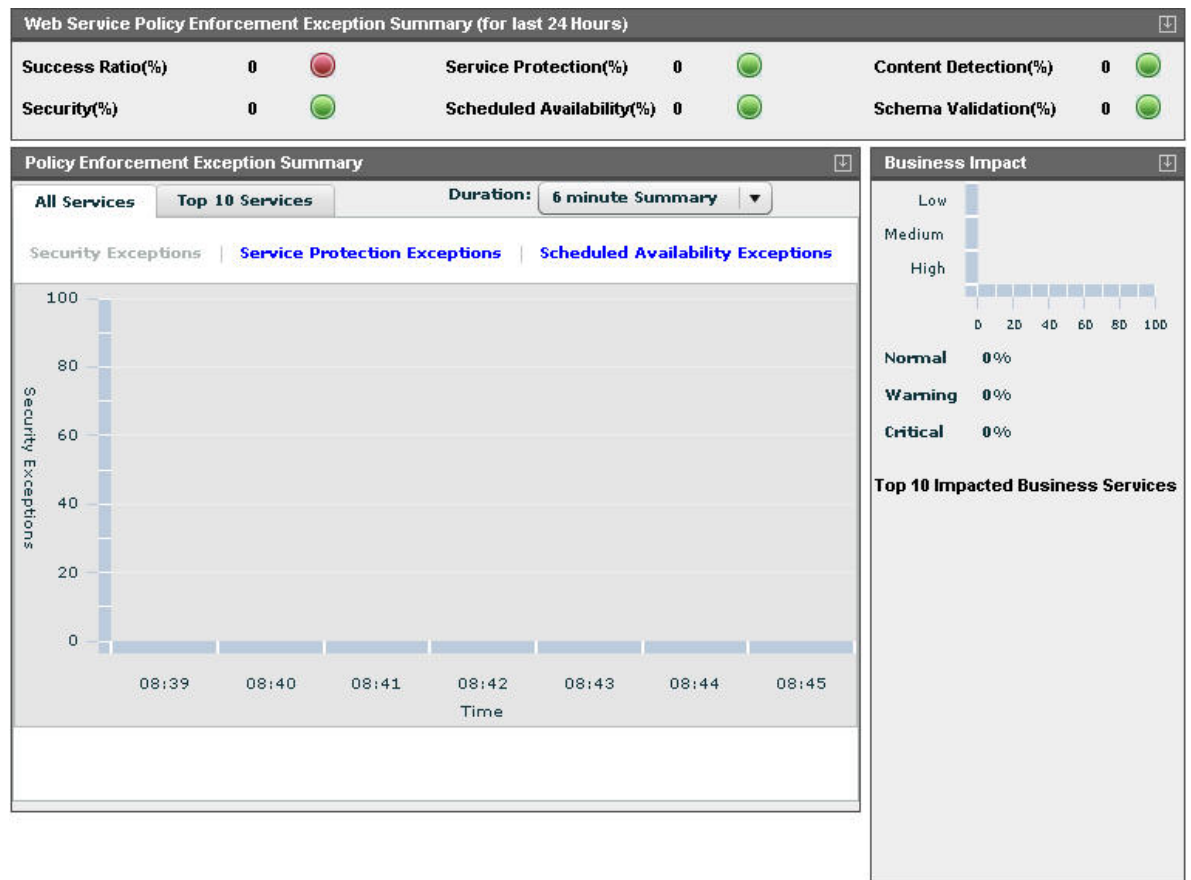 Web Service Policy Enforcement Exception Summary (for last 24 Hours)
Success Ratio(%) 0 Service Protection(%) 0 Content Detection(%) 0
Security(%) 0 Scheduled Availability(%) 0 Schema Validation(%) 0
Policy Enforcement Exception Summary
All Services Top 10 Services Duration: 6 minute Summary
Security Exceptions | Service Protection Exceptions | Scheduled Availability Exceptions
100
80
60
40
20
0
Security Exceptions
08:39 08:40 08:41 08:42 08:43 08:44 08:45
Time
Business Impact
Low
Medium
High
0 20 40 60 80 100
Normal 0%
Warning 0%
Critical 0%
Top 10 Impacted Business Services